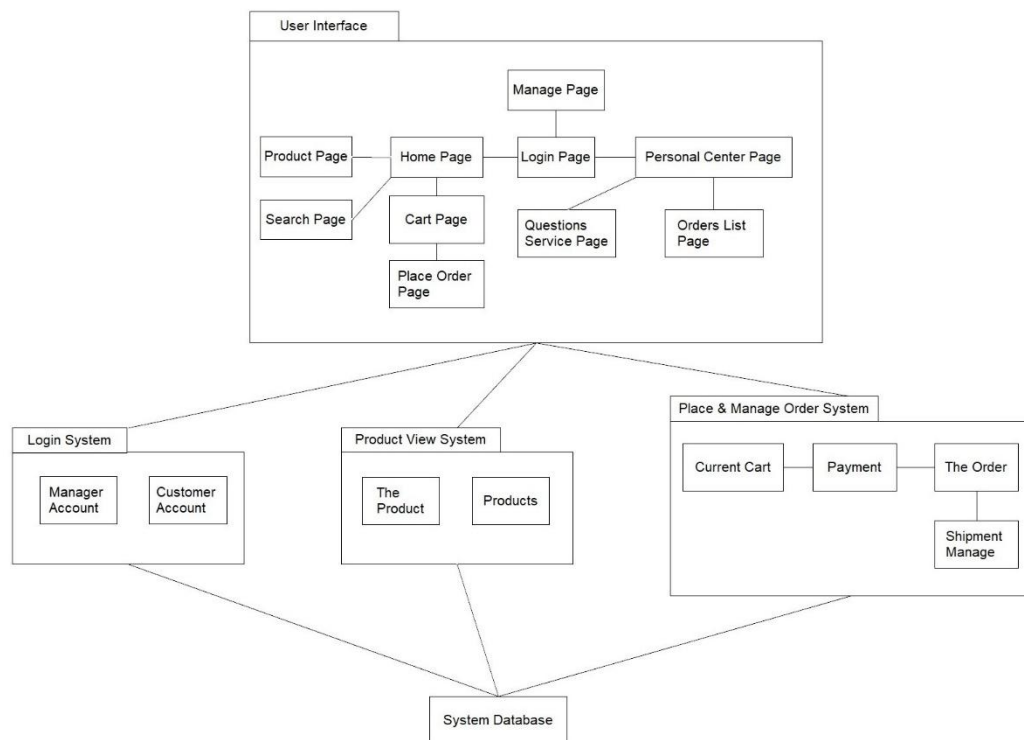 User Interface
Manage Page
Product Page
Home Page
Login Page
Personal Center Page
Search Page
Cart Page
Questions
Service Page
Orders List
Page
Place Order
Page
Place & Manage Order System
Login System
Product View System
Manager
Account
Customer
Account
The
Product
Products
Current Cart
Payment
The Order
Shipment
Manage
System Database